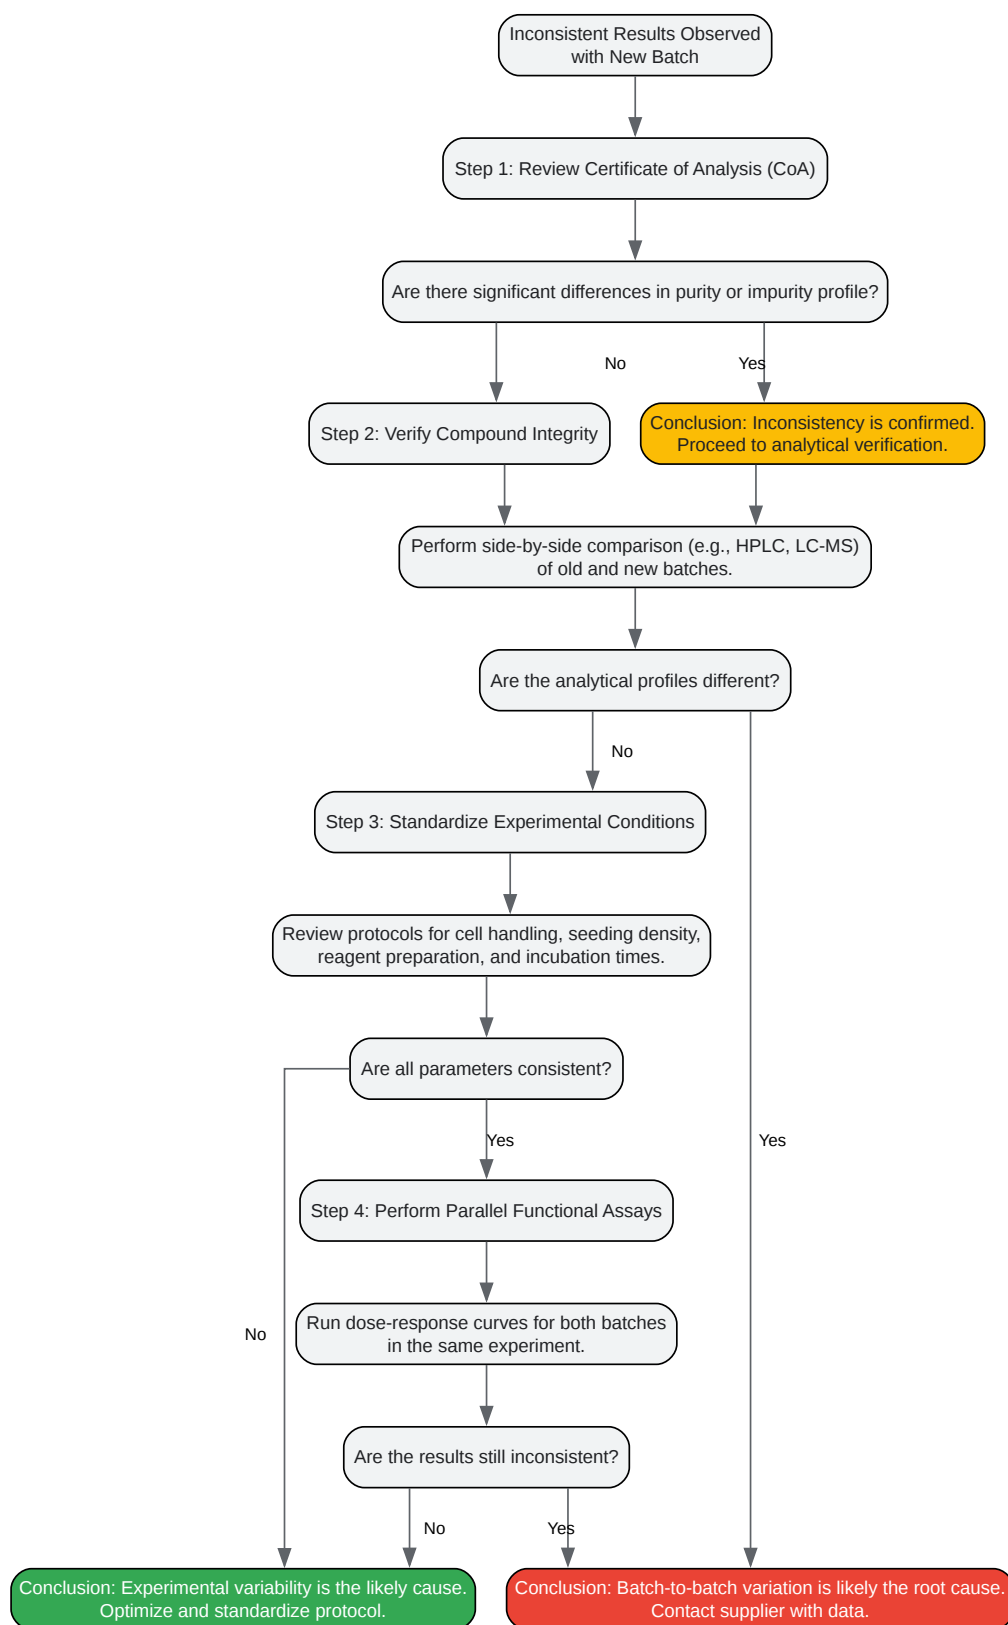 Inconsistent Results Observed
with New Batch
Step 1: Review Certificate of Analysis (CoA)
Are there significant differences in purity or impurity profile?
No
Yes
Step 2: Verify Compound Integrity
Conclusion: Inconsistency is confirmed.
Proceed to analytical verification.
Perform side-by-side comparison (e.g., HPLC, LC-MS)
of old and new batches.
Are the analytical profiles different?
No
Step 3: Standardize Experimental Conditions
Review protocols for cell handling, seeding density,
reagent preparation, and incubation times.
Are all parameters consistent?
Yes
Yes
Step 4: Perform Parallel Functional Assays
Run dose-response curves for both batches
in the same experiment.
No
Are the results still inconsistent?
No
Yes
Conclusion: Experimental variability is the likely cause.
Optimize and standardize protocol.
Conclusion: Batch-to-batch variation is likely the root cause.
Contact supplier with data.